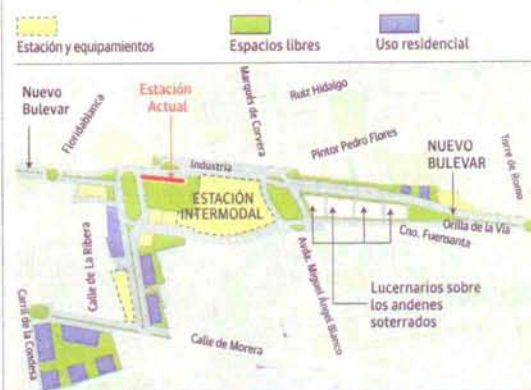 Estación y equipamientos
Espacios libres
Uso residencial
Nuevo
Bulevar
Floridablanca
Estación
Actual
Marqués de Corvera
Ruiz Hidalgo
Pintor Pedro Flores
NUEVO
BULEVAR
Torre de Romo
Industria
ESTACIÓN
INTERMODAL
Orilla de la Vía
Cno. Fuensanta
Calle de La Ribera
Avda. Miguel Ángel Blanco
Lucernarios sobre
los andenes
soterrados
Carril de la Condesa
Calle de Morera